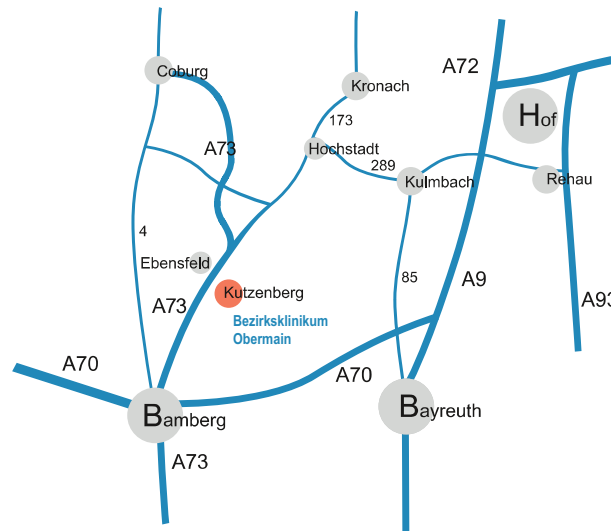 A72
Coburg
Kronach
Hof
173
A73
Hochstadt
289
Kulmbach
Rehau
4
Ebensfeld
85
A9
Kutzenberg
A93
A73
Bezirksklinikum
Obermain
A70
A70
Bamberg
Bayreuth
A73